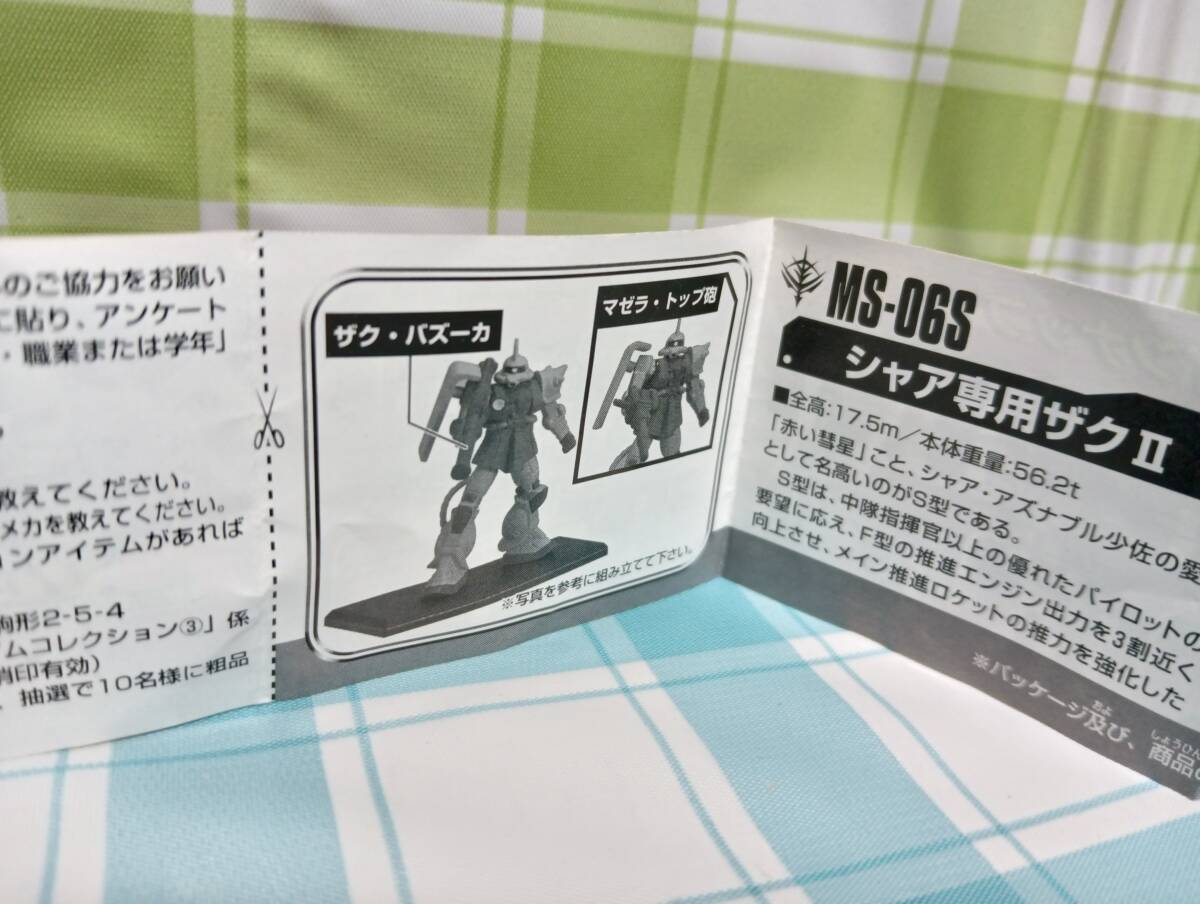 のご協力をお願い
に貼り、アンケート
・職業または学年」
教えてください。
メカを教えてください。
ョンアイテムがあれば
駒形2-5-4
ムコレクション③」係
消印有効)
、抽選で10名様に粗品
ザク・バズーカ
マゼラ・トップ砲
※写真を参考に組み立てて下さい。
MS-06S
シャア専用ザクⅡ
■全高:17.5m/本体重量:56.2t
「赤い彗星」こと、シャア・アズナブル少佐の愛
として名高いのがS型である。
S型は、中隊指揮官以上の優れたパイロットの
要望に応え、F型の推進エンジン出力を3割近く
向上させ、メイン推進ロケットの推力を強化した
およ
しょうひん
※パッケージ及び、商品